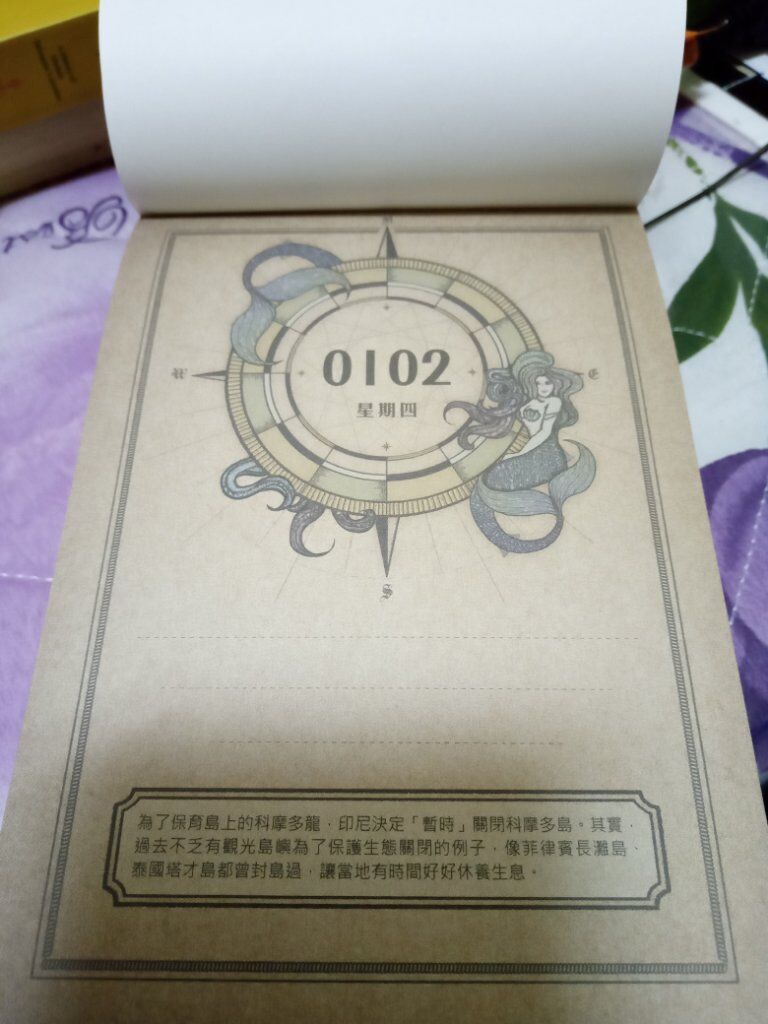 W
0102
E
星期四
S
為了保育島上的科摩多龍，印尼決定「暫時」關閉科摩多島。其實，
過去不乏有觀光島嶼為了保護生態關閉的例子，像菲律賓長灘島、
泰國塔才島都曾封島過，讓當地有時間好好休養生息。